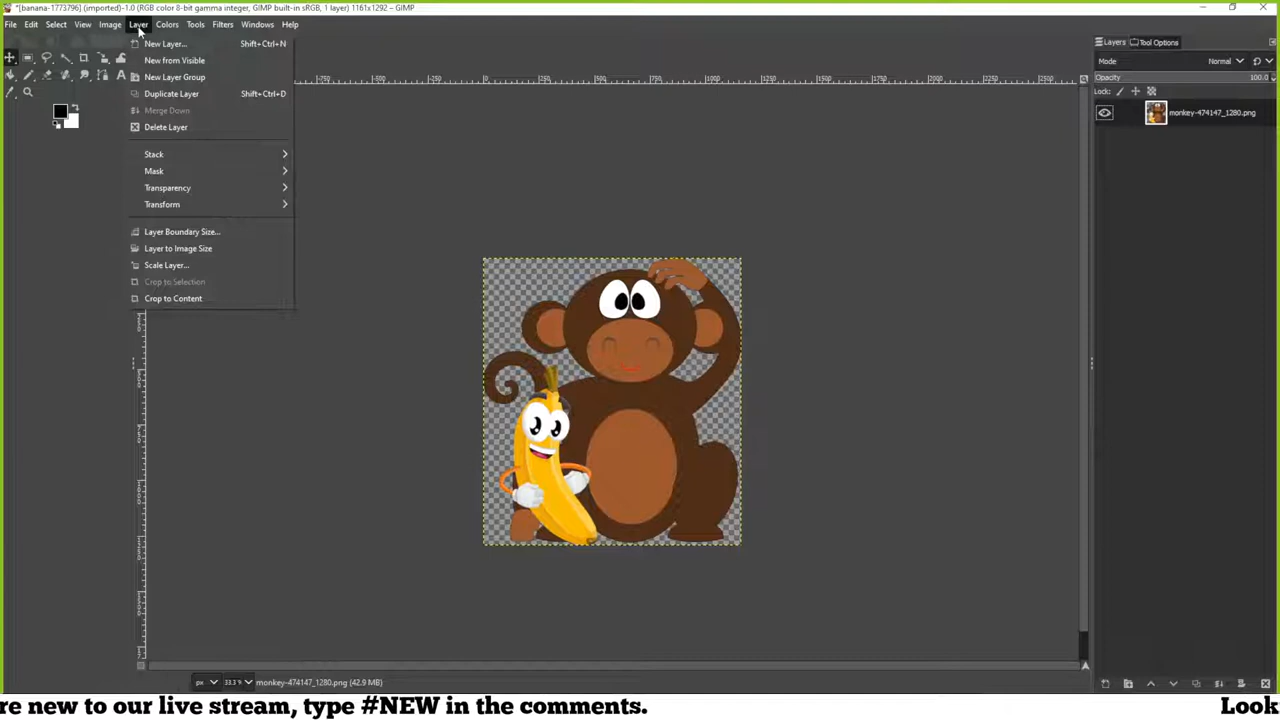 *[banana-1773796] (imported)-1.0 (RGB color 8-bit gamma integer, GIMP built-in sRGB, 1 layer) 1161x1292 – GIMP
File Edit Select View Image Layer Colors Tools Filters Windows Help
New Layer... Shift+Ctrl+N
New from Visible
New Layer Group
Duplicate Layer Shift+Ctrl+D
Merge Down
Delete Layer
Stack
Mask
Transparency
Transform
Layer Boundary Size...
Layer to Image Size
Scale Layer...
Crop to Selection
Crop to Content
Layers Tool Options
Mode Normal
Opacity 100.0
Lock:
monkey-474147_1280.png
px 33.3 % monkey-474147_1280.png (42.9 MB)
re new to our live stream, type #NEW in the comments. Look